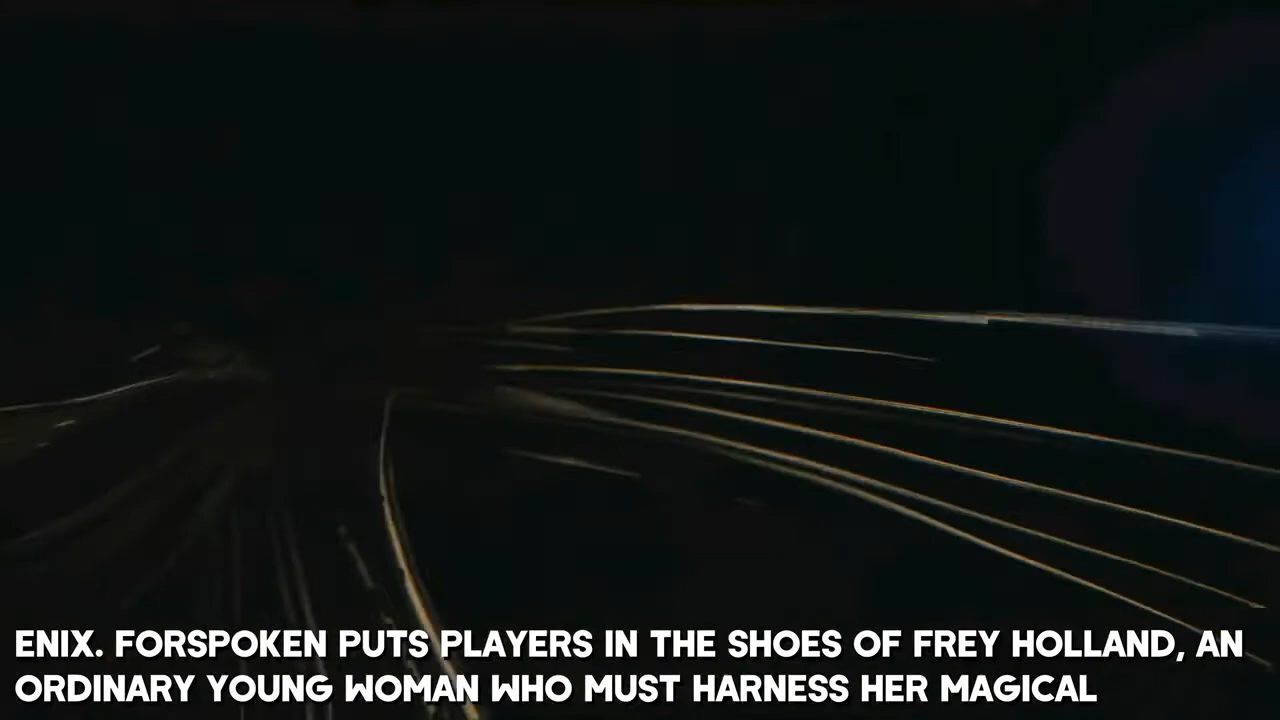 ENIX. FORSPOKEN PUTS PLAYERS IN THE SHOES OF FREY HOLLAND, AN
ORDINARY YOUNG WOMAN WHO MUST HARNESS HER MAGICAL